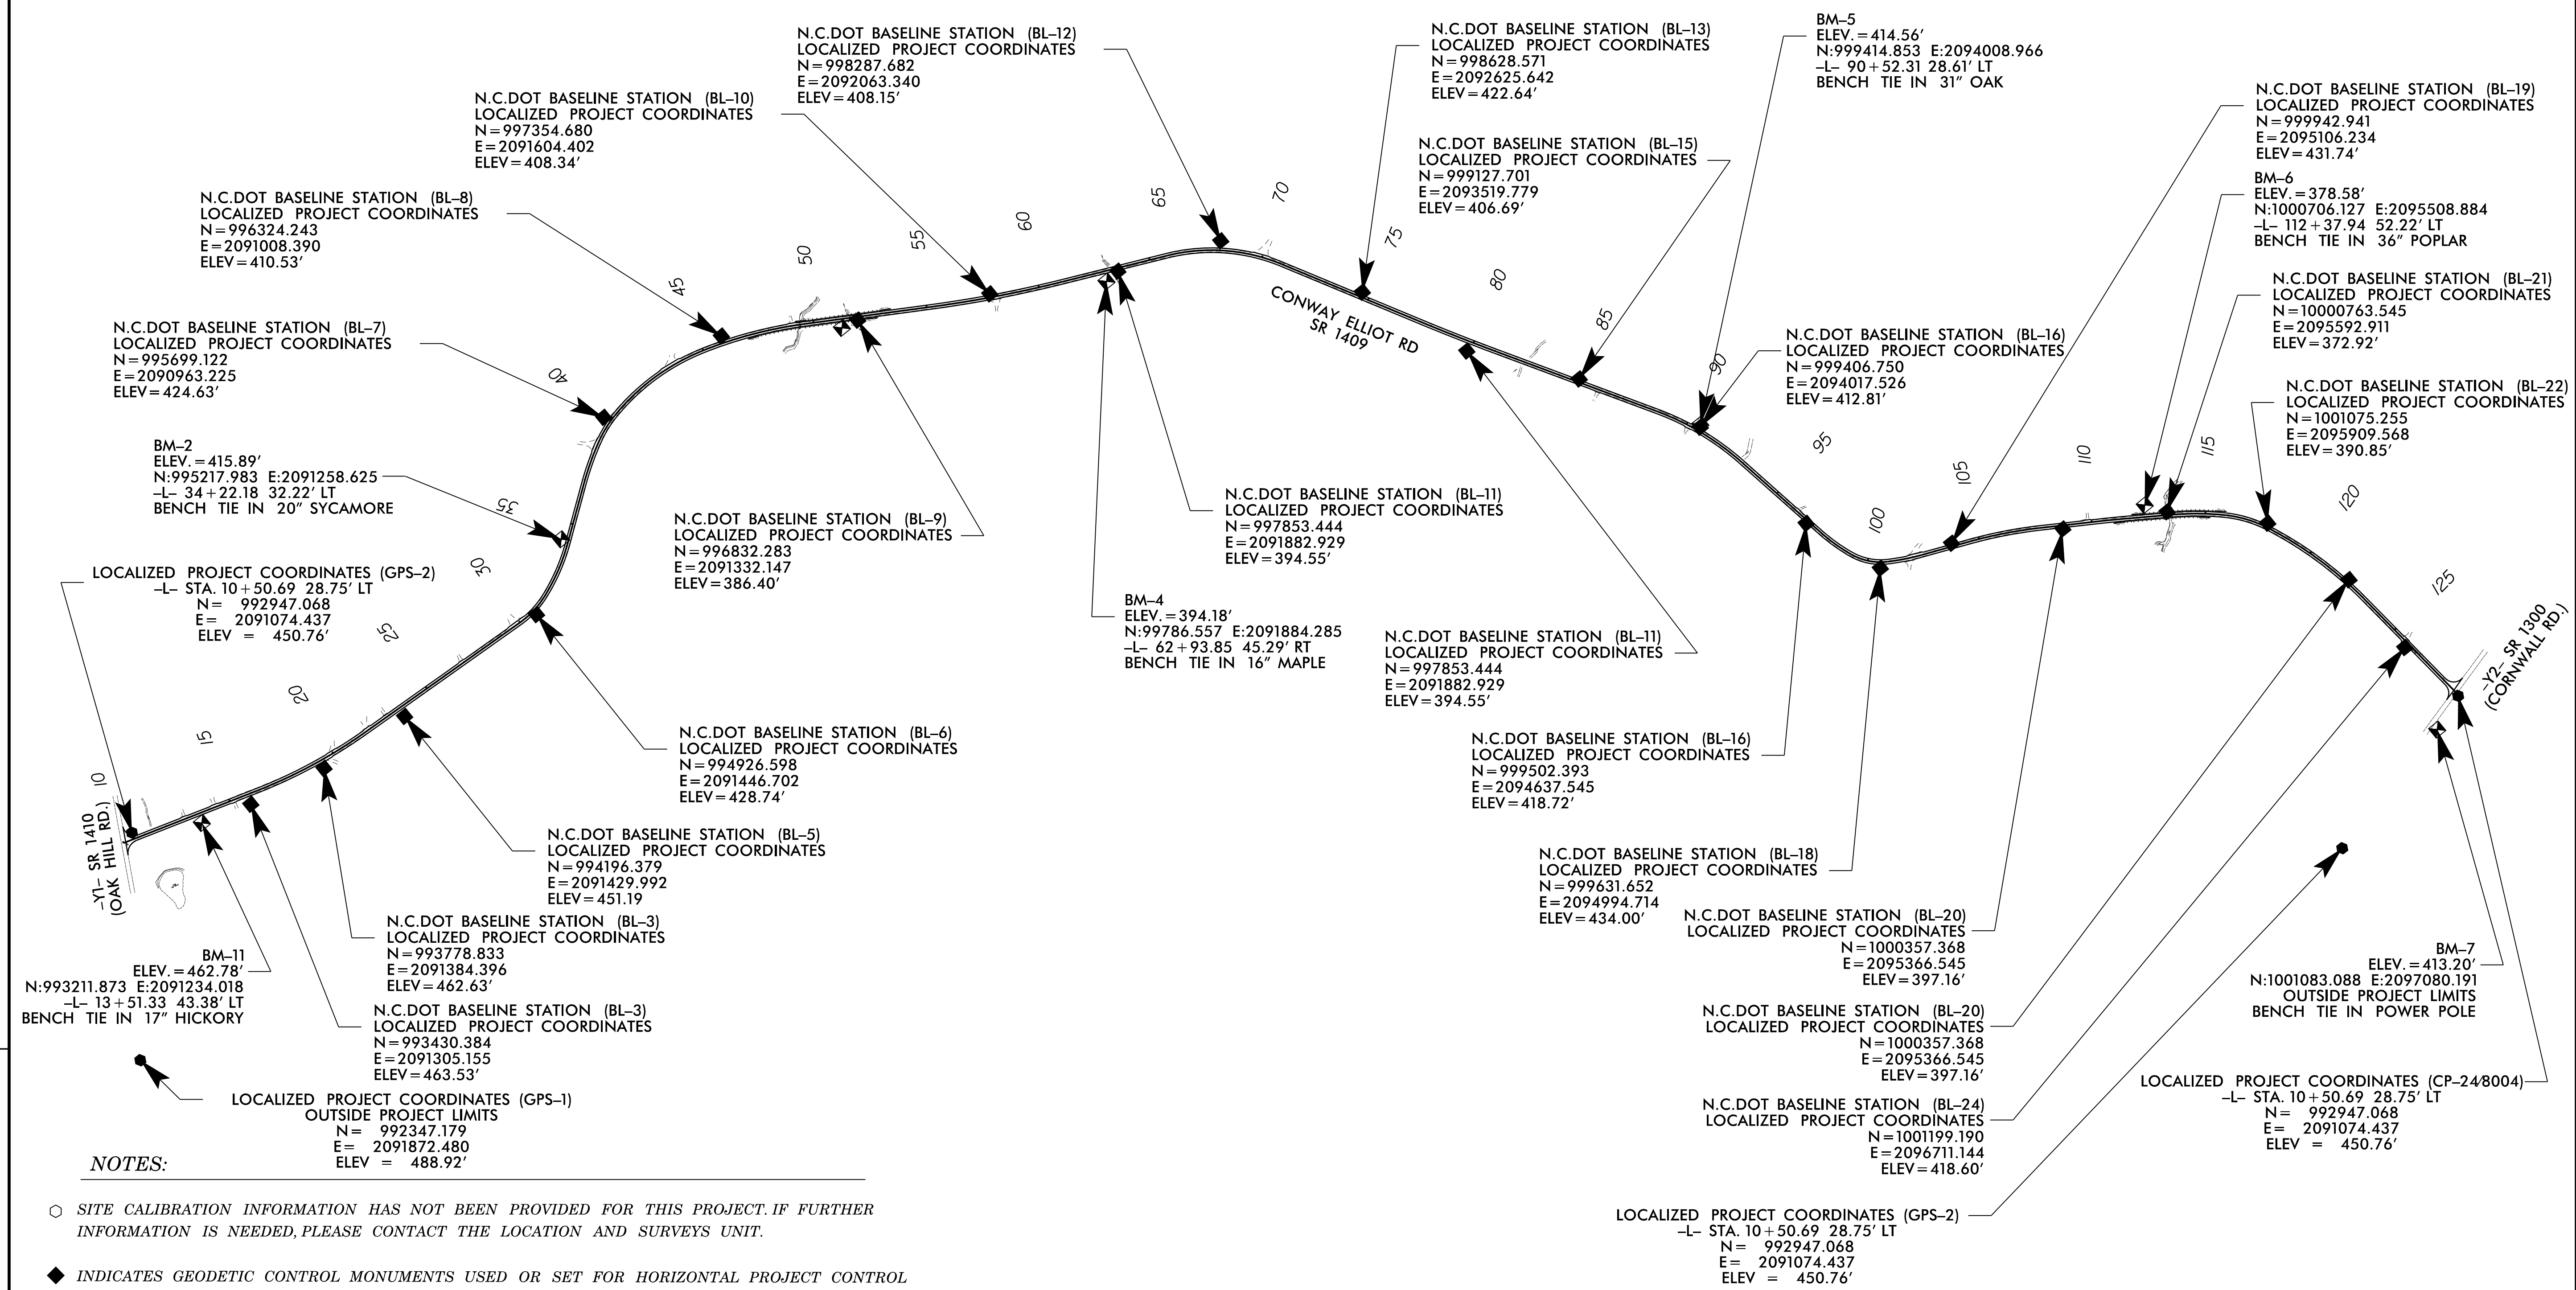 N.C.DOT BASELINE STATION (BL–12)
LOCALIZED PROJECT COORDINATES
N=998287.682
E=2092063.340
ELEV=408.15'
N.C.DOT BASELINE STATION (BL–13)
LOCALIZED PROJECT COORDINATES
N=998628.571
E=2092625.642
ELEV=422.64'
BM–5
ELEV.=414.56'
N:999414.853 E:2094008.966
–L– 90+52.31 28.61' LT
BENCH TIE IN 31" OAK
N.C.DOT BASELINE STATION (BL–19)
LOCALIZED PROJECT COORDINATES
N=999942.941
E=2095106.234
ELEV=431.74'
N.C.DOT BASELINE STATION (BL–10)
LOCALIZED PROJECT COORDINATES
N=997354.680
E=2091604.402
ELEV=408.34'
N.C.DOT BASELINE STATION (BL–15)
LOCALIZED PROJECT COORDINATES
N=999127.701
E=2093519.779
ELEV=406.69'
BM–6
ELEV.=378.58'
N:1000706.127 E:2095508.884
–L– 112+37.94 52.22' LT
BENCH TIE IN 36" POPLAR
N.C.DOT BASELINE STATION (BL–8)
LOCALIZED PROJECT COORDINATES
N=996324.243
E=2091008.390
ELEV=410.53'
N.C.DOT BASELINE STATION (BL–21)
LOCALIZED PROJECT COORDINATES
N=10000763.545
E=2095592.911
ELEV=372.92'
N.C.DOT BASELINE STATION (BL–7)
LOCALIZED PROJECT COORDINATES
N=995699.122
E=2090963.225
ELEV=424.63'
N.C.DOT BASELINE STATION (BL–16)
LOCALIZED PROJECT COORDINATES
N=999406.750
E=2094017.526
ELEV=412.81'
N.C.DOT BASELINE STATION (BL–22)
LOCALIZED PROJECT COORDINATES
N=1001075.255
E=2095909.568
ELEV=390.85'
BM–2
ELEV.=415.89'
N:995217.983 E:2091258.625
–L– 34+22.18 32.22' LT
BENCH TIE IN 20" SYCAMORE
10
15
20
25
30
35
40
45
50
55
60
65
70
75
80
85
90
95
100
105
110
115
120
125
CONWAY ELLIOT RD
SR 1409
N.C.DOT BASELINE STATION (BL–9)
LOCALIZED PROJECT COORDINATES
N=996832.283
E=2091332.147
ELEV=386.40'
N.C.DOT BASELINE STATION (BL–11)
LOCALIZED PROJECT COORDINATES
N=997853.444
E=2091882.929
ELEV=394.55'
LOCALIZED PROJECT COORDINATES (GPS–2)
–L– STA. 10+50.69 28.75' LT
N= 992947.068
E= 2091074.437
ELEV = 450.76'
BM–4
ELEV.=394.18'
N:99786.557 E:2091884.285
–L– 62+93.85 45.29' RT
BENCH TIE IN 16" MAPLE
N.C.DOT BASELINE STATION (BL–11)
LOCALIZED PROJECT COORDINATES
N=997853.444
E=2091882.929
ELEV=394.55'
–Y2– SR 1300
(CORNWALL RD.)
N.C.DOT BASELINE STATION (BL–6)
LOCALIZED PROJECT COORDINATES
N=994926.598
E=2091446.702
ELEV=428.74'
N.C.DOT BASELINE STATION (BL–16)
LOCALIZED PROJECT COORDINATES
N=999502.393
E=2094637.545
ELEV=418.72'
–Y1– SR 1410
(OAK HILL RD.)
N.C.DOT BASELINE STATION (BL–5)
LOCALIZED PROJECT COORDINATES
N=994196.379
E=2091429.992
ELEV=451.19
N.C.DOT BASELINE STATION (BL–18)
LOCALIZED PROJECT COORDINATES
N=999631.652
E=2094994.714
ELEV=434.00'
N.C.DOT BASELINE STATION (BL–3)
LOCALIZED PROJECT COORDINATES
N=993778.833
E=2091384.396
ELEV=462.63'
N.C.DOT BASELINE STATION (BL–20)
LOCALIZED PROJECT COORDINATES
N=1000357.368
E=2095366.545
ELEV=397.16'
BM–11
ELEV.=462.78'
N:993211.873 E:2091234.018
–L– 13+51.33 43.38' LT
BENCH TIE IN 17" HICKORY
BM–7
ELEV.=413.20'
N:1001083.088 E:2097080.191
OUTSIDE PROJECT LIMITS
BENCH TIE IN POWER POLE
N.C.DOT BASELINE STATION (BL–3)
LOCALIZED PROJECT COORDINATES
N=993430.384
E=2091305.155
ELEV=463.53'
N.C.DOT BASELINE STATION (BL–20)
LOCALIZED PROJECT COORDINATES
N=1000357.368
E=2095366.545
ELEV=397.16'
LOCALIZED PROJECT COORDINATES (GPS–1)
OUTSIDE PROJECT LIMITS
N= 992347.179
E= 2091872.480
ELEV = 488.92'
LOCALIZED PROJECT COORDINATES (CP–24/8004)
–L– STA. 10+50.69 28.75' LT
N= 992947.068
E= 2091074.437
ELEV = 450.76'
N.C.DOT BASELINE STATION (BL–24)
LOCALIZED PROJECT COORDINATES
N=1001199.190
E=2096711.144
ELEV=418.60'
LOCALIZED PROJECT COORDINATES (GPS–2)
–L– STA. 10+50.69 28.75' LT
N= 992947.068
E= 2091074.437
ELEV = 450.76'
NOTES:
SITE CALIBRATION INFORMATION HAS NOT BEEN PROVIDED FOR THIS PROJECT. IF FURTHER
INFORMATION IS NEEDED, PLEASE CONTACT THE LOCATION AND SURVEYS UNIT.
INDICATES GEODETIC CONTROL MONUMENTS USED OR SET FOR HORIZONTAL PROJECT CONTROL